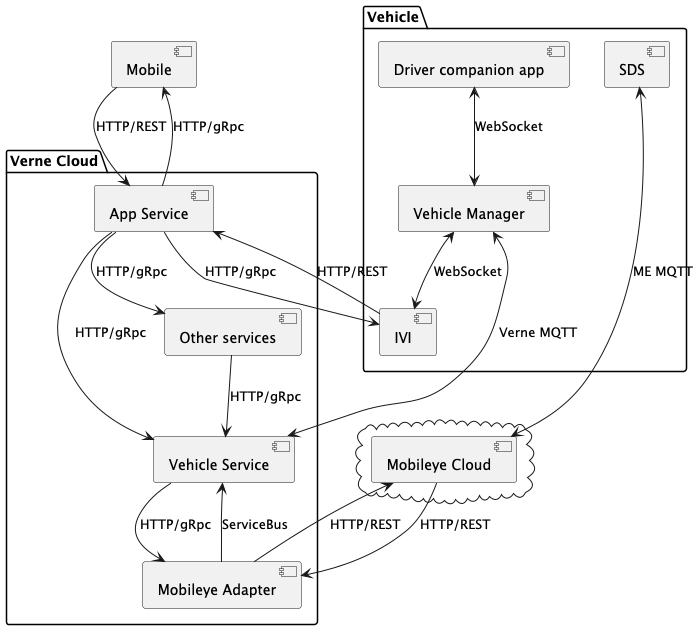 Vehicle
Mobile
Driver companion app
SDS
HTTP/REST
HTTP/gRpc
WebSocket
Verne Cloud
App Service
Vehicle Manager
HTTP/gRpc
HTTP/gRpc
HTTP/REST
WebSocket
ME MQTT
HTTP/gRpc
Other services
IVI
Verne MQTT
HTTP/gRpc
Vehicle Service
Mobileye Cloud
HTTP/gRpc
ServiceBus
HTTP/REST
HTTP/REST
Mobileye Adapter